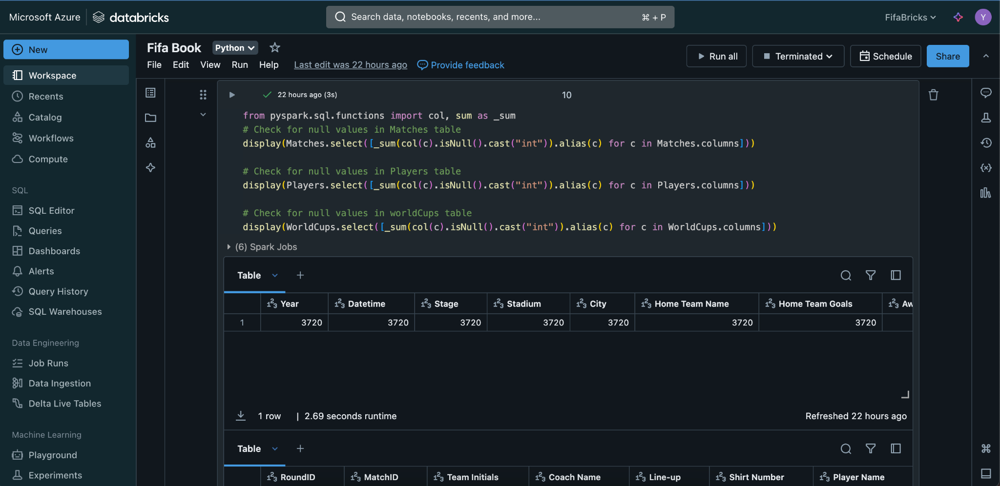 Microsoft Azure databricks
Search data, notebooks, recents, and more... ⌘ + P
FifaBricks
Y
New
Workspace
Recents
Catalog
Workflows
Compute
SQL
SQL Editor
Queries
Dashboards
Alerts
Query History
SQL Warehouses
Data Engineering
Job Runs
Data Ingestion
Delta Live Tables
Machine Learning
Playground
Experiments
Fifa Book Python
File Edit View Run Help Last edit was 22 hours ago Provide feedback
Run all Terminated Schedule Share
22 hours ago (3s) 10
from pyspark.sql.functions import col, sum as _sum
# Check for null values in Matches table
display(Matches.select([_sum(col(c).isNull().cast("int")).alias(c) for c in Matches.columns]))
# Check for null values in Players table
display(Players.select([_sum(col(c).isNull().cast("int")).alias(c) for c in Players.columns]))
# Check for null values in worldCups table
display(WorldCups.select([_sum(col(c).isNull().cast("int")).alias(c) for c in WorldCups.columns]))
(6) Spark Jobs
Table +
Year Datetime Stage Stadium City Home Team Name Home Team Goals Aw
1 3720 3720 3720 3720 3720 3720 3720
1 row | 2.69 seconds runtime Refreshed 22 hours ago
Table +
RoundID MatchID Team Initials Coach Name Line-up Shirt Number Player Name